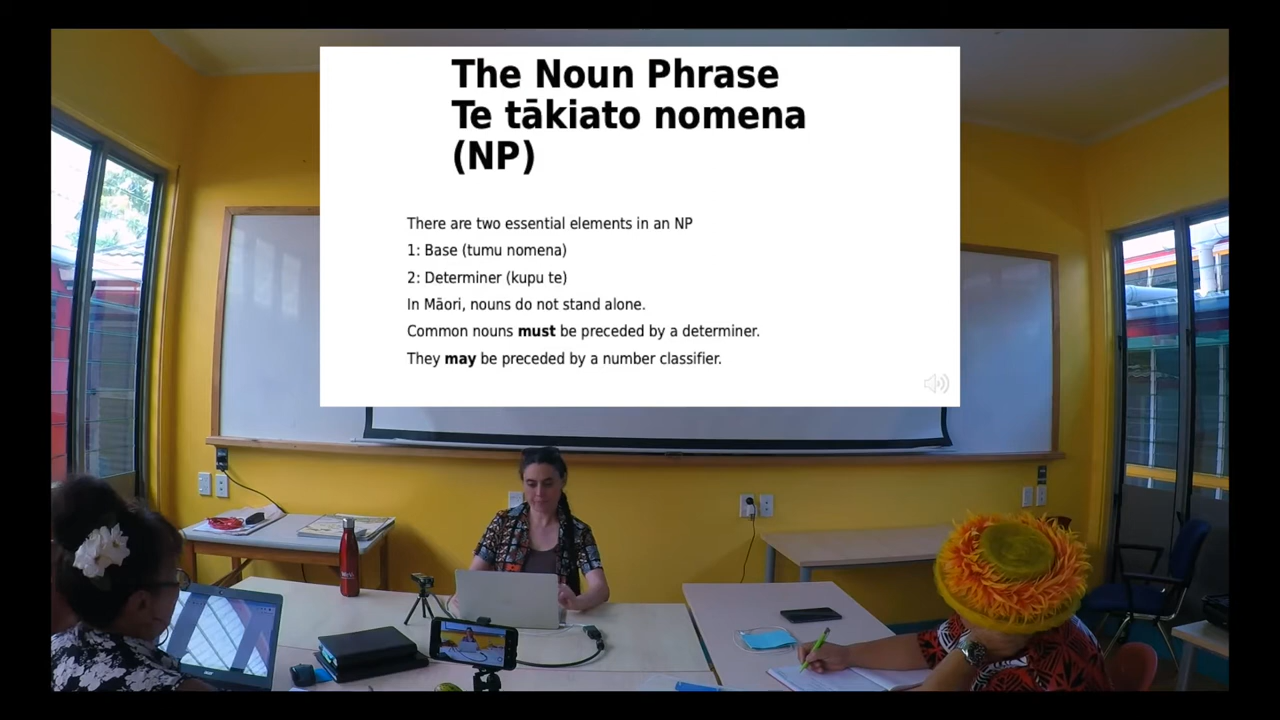 The Noun Phrase
Te tākiato nomena
(NP)
There are two essential elements in an NP
1: Base (tumu nomena)
2: Determiner (kupu te)
In Māori, nouns do not stand alone.
Common nouns must be preceded by a determiner.
They may be preceded by a number classifier.